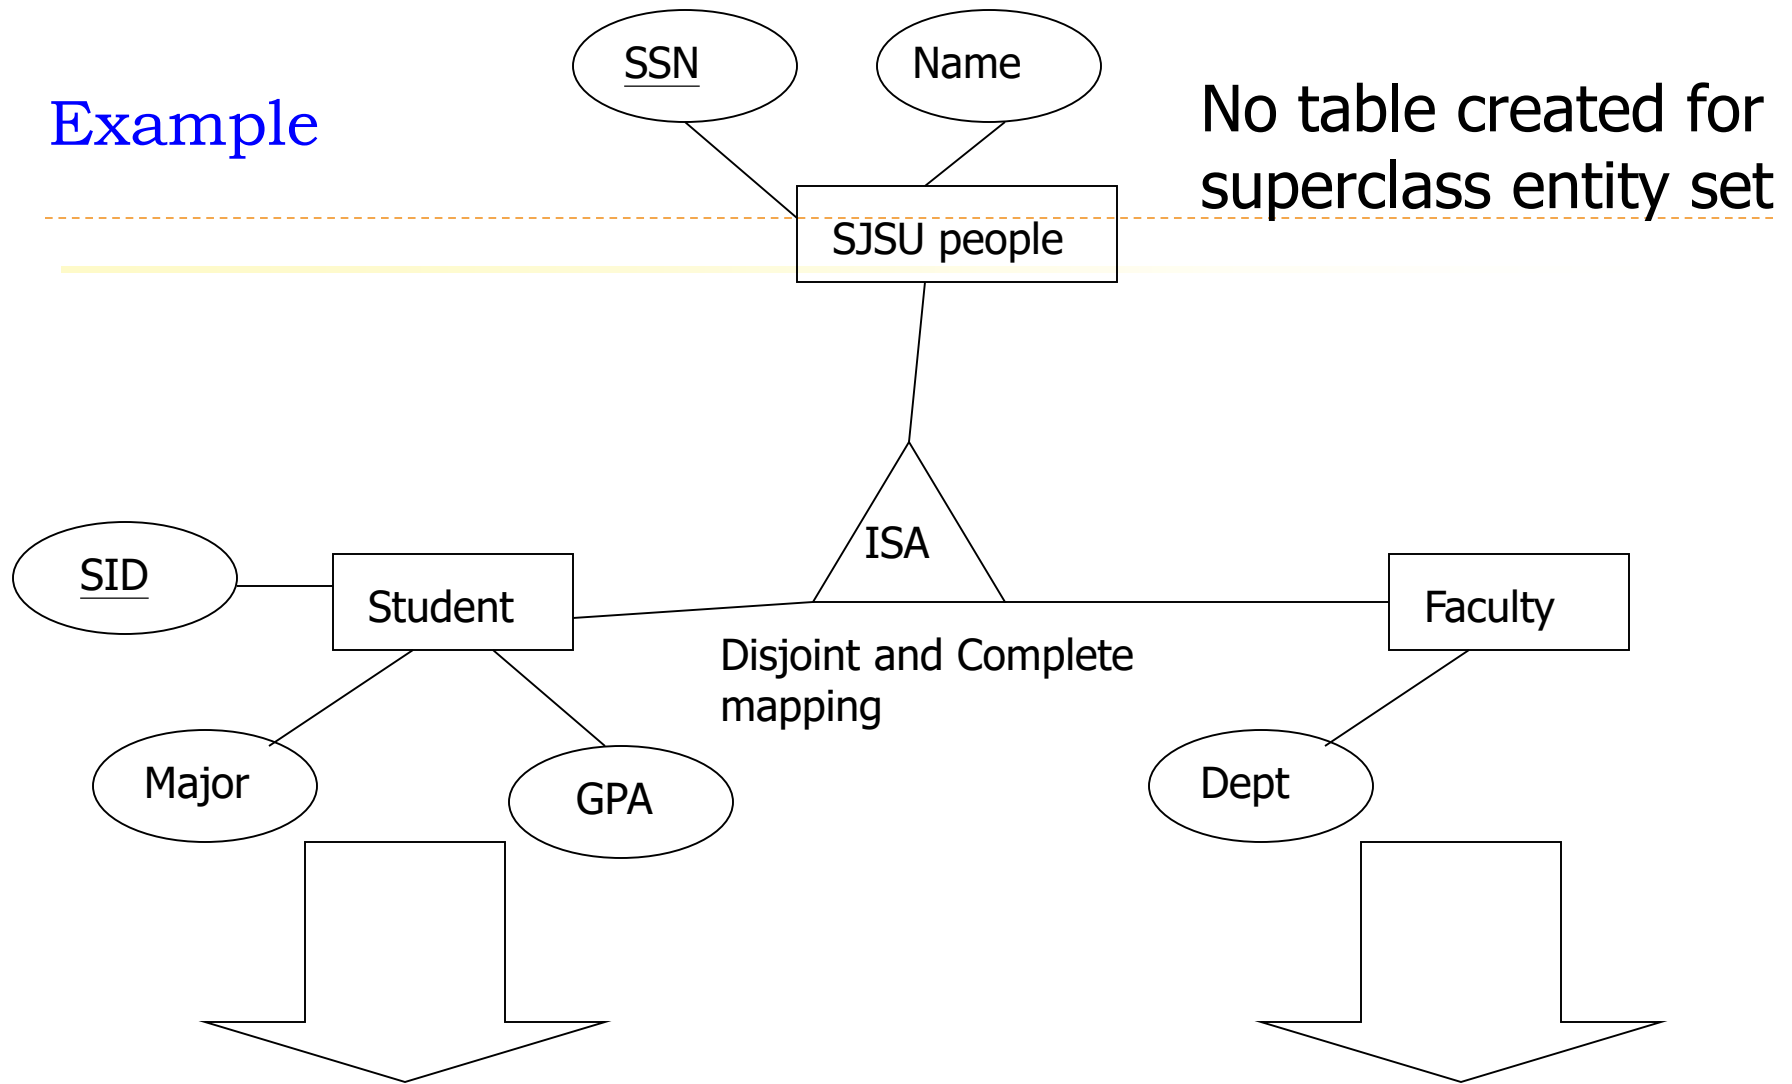 Example
SSN
Name
No table created for
superclass entity set
SJSU people
ISA
SID
Student
Faculty
Disjoint and Complete
mapping
Major
GPA
Dept